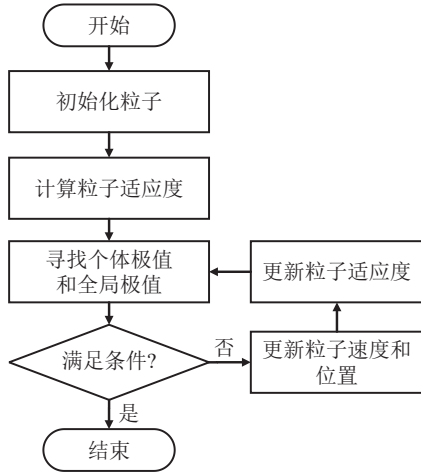 开始
初始化粒子
计算粒子适应度
寻找个体极值
和全局极值
更新粒子适应度
满足条件?
否
更新粒子速度和
位置
是
结束